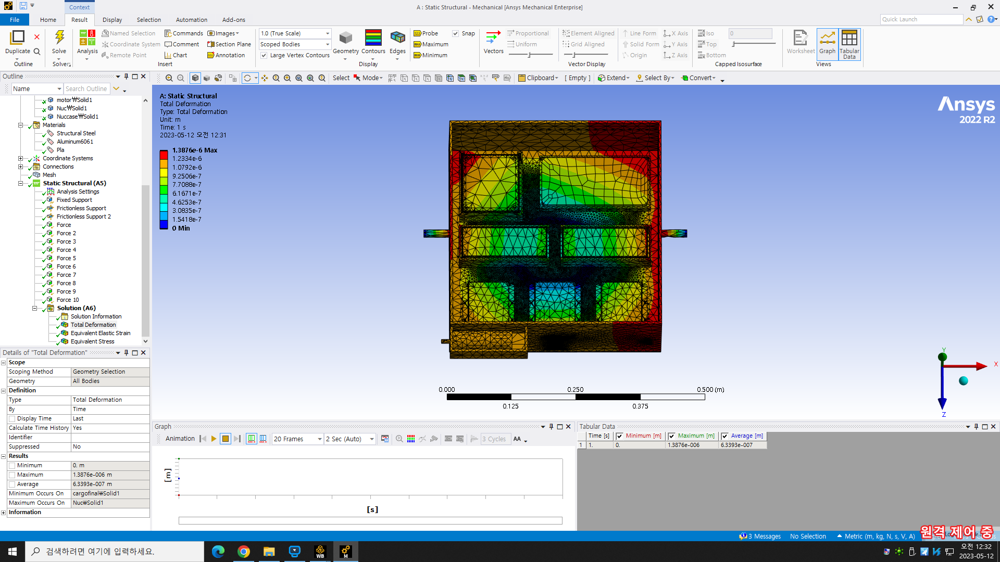 A : Static Structural - Mechanical [Ansys Mechanical Enterprise]
Context
File Home Result Display Selection Automation Add-ons
Quick Launch
Duplicate
Outline
Solve
Solver
Analysis
Named Selection
Coordinate System
Remote Point
Commands
Comment
Chart
Images
Section Plane
Annotation
Insert
1.0 (True Scale)
Scoped Bodies
Large Vertex Contours
Geometry
Contours
Edges
Display
Probe
Maximum
Minimum
Snap
Vectors
Proportional
Uniform
Element Aligned
Grid Aligned
Line Form
Solid Form
Origin
X Axis
Y Axis
Z Axis
Vector Display
Iso
Top
Bottom
0
Capped Isosurface
Worksheet
Graph
Tabular Data
Views
Outline
Name
Search Outline
Select
Mode
Clipboard
[ Empty ]
Extend
Select By
Convert
motor₩Solid1
Nuc₩Solid1
Nuccase₩Solid1
Materials
Structural Steel
Aluminum6061
Pla
Coordinate Systems
Connections
Mesh
Static Structural (A5)
Analysis Settings
Fixed Support
Frictionless Support
Frictionless Support 2
Force
Force 2
Force 3
Force 4
Force 5
Force 6
Force 7
Force 8
Force 9
Force 10
Solution (A6)
Solution Information
Total Deformation
Equivalent Elastic Strain
Equivalent Stress
A: Static Structural
Total Deformation
Type: Total Deformation
Unit: m
Time: 1 s
2023-05-12 오전 12:31
1.3876e-6 Max
1.2334e-6
1.0792e-6
9.2506e-7
7.7088e-7
6.1671e-7
4.6253e-7
3.0835e-7
1.5418e-7
0 Min
Ansys
2022 R2
0.000 0.250 0.500 (m)
0.125 0.375
Y
X
Z
Details of "Total Deformation"
Scope
Scoping Method Geometry Selection
Geometry All Bodies
Definition
Type Total Deformation
By Time
Display Time Last
Calculate Time History Yes
Identifier
Suppressed No
Results
Minimum 0. m
Maximum 1.3876e-006 m
Average 6.3393e-007 m
Minimum Occurs On cargofinal₩Solid1
Maximum Occurs On Nuc₩Solid1
Information
Graph
Animation
20 Frames
2 Sec (Auto)
3 Cycles
AA
[m]
[s]
Tabular Data
Time [s] Minimum [m] Maximum [m] Average [m]
1 1. 0. 1.3876e-006 6.3393e-007
3 Messages
No Selection
Metric (m, kg, N, s, V, A)
원격 제어 중
검색하려면 여기에 입력하세요.
WB
M
오전 12:32
2023-05-12